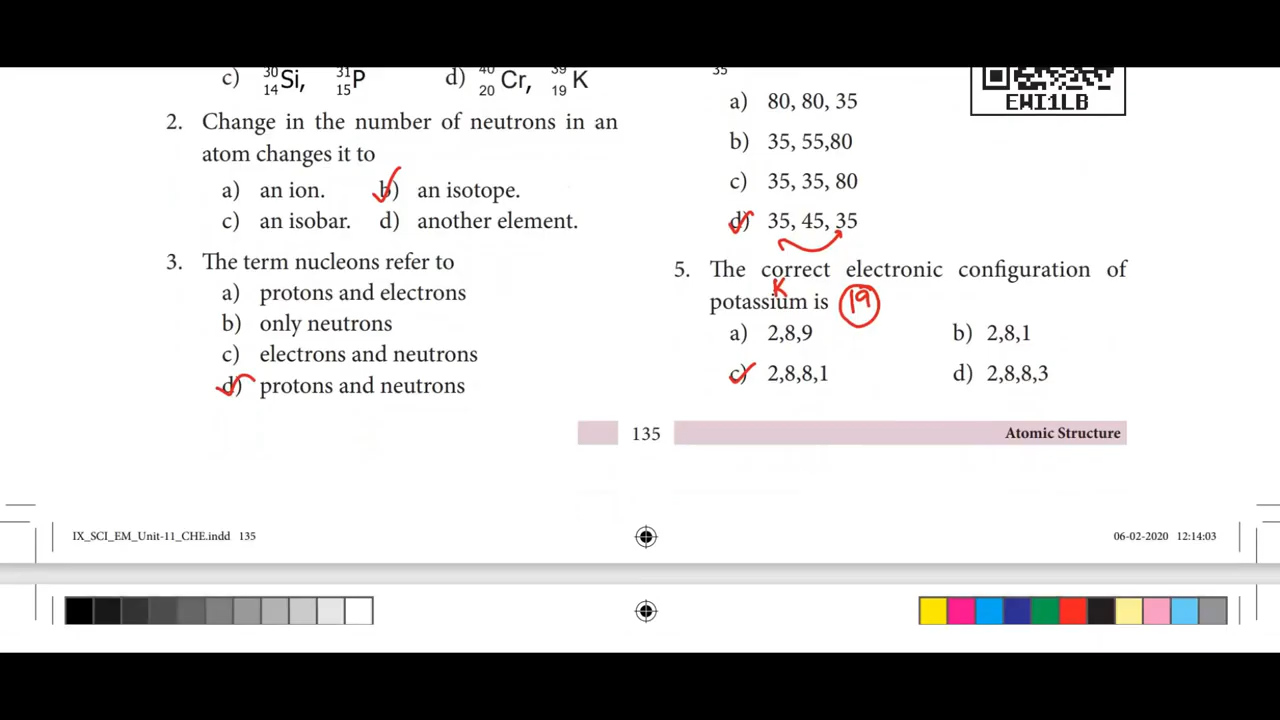 c) 30 14 Si, 31 15 P d) 40 20 Cr, 39 19 K
2. Change in the number of neutrons in an
atom changes it to
a) an ion. b) an isotope.
c) an isobar. d) another element.
3. The term nucleons refer to
a) protons and electrons
b) only neutrons
c) electrons and neutrons
d) protons and neutrons
35
a) 80, 80, 35
b) 35, 55,80
c) 35, 35, 80
d) 35, 45, 35
EWI1LB
5. The correct electronic configuration of
K
potassium is 19
a) 2,8,9 b) 2,8,1
c) 2,8,8,1 d) 2,8,8,3
135 Atomic Structure
IX_SCI_EM_Unit-11_CHE.indd 135 06-02-2020 12:14:03